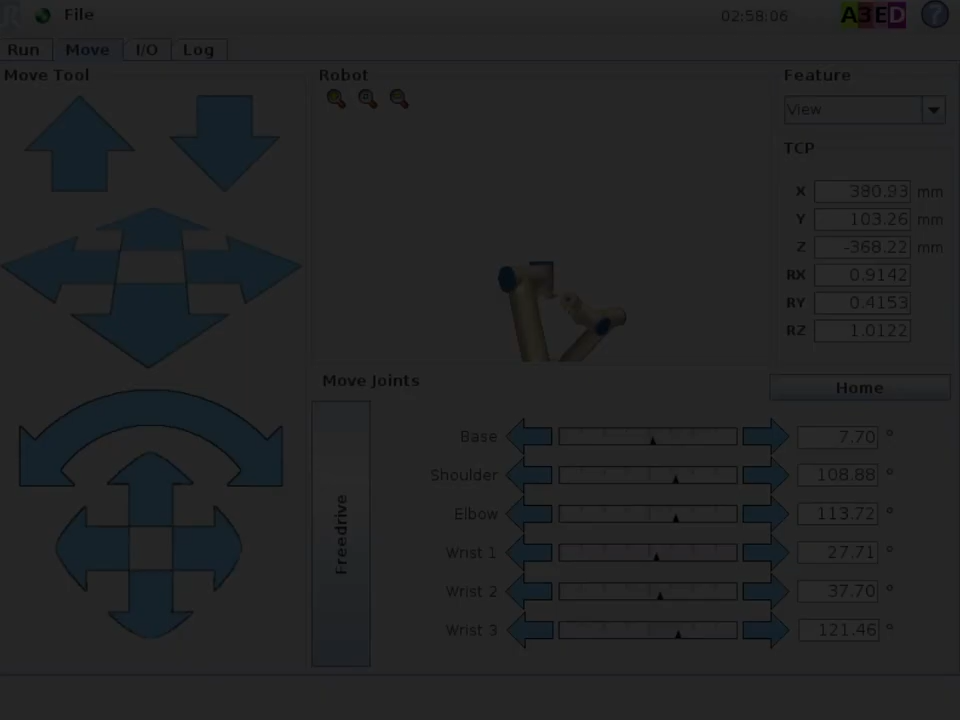 File
02:58:06
A3ED
?
Run
Move
I/O
Log
Move Tool
Robot
Feature
View
TCP
X 380.93 mm
Y 103.26 mm
Z -368.22 mm
RX 0.9142
RY 0.4153
RZ 1.0122
Move Joints
Home
Freedrive
Base 7.70 °
Shoulder 108.88 °
Elbow 113.72 °
Wrist 1 27.71 °
Wrist 2 37.70 °
Wrist 3 121.46 °